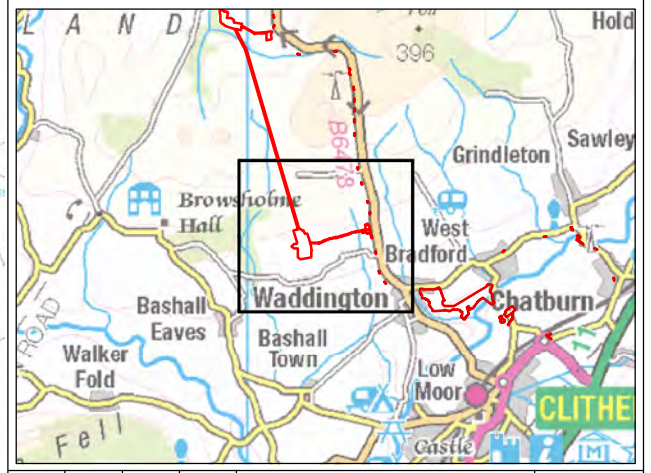 L A N D
Hold
396
B6478
Sawley
Grindleton
Browsholme
Hall
West
Bradford
Waddington
Chatburn
Bashall
Eaves
Bashall
Town
ROAD
Walker
Fold
Low
Moor
11
CLITHE
Fell
Castle
M